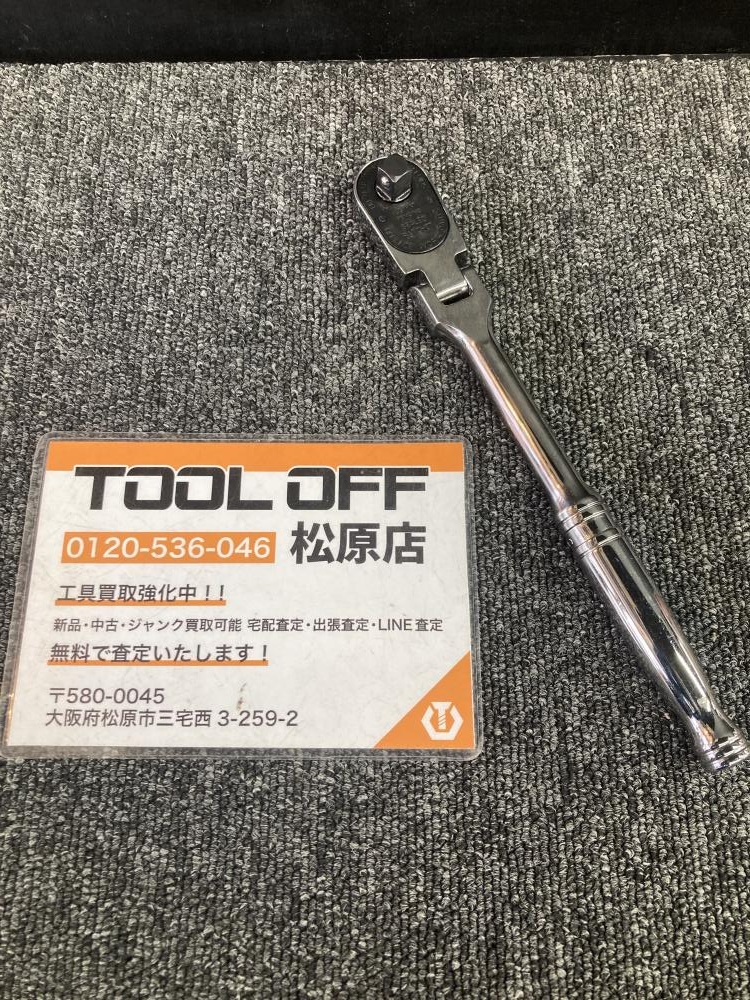 TOOL OFF
0120-536-046 松原店
工具買取強化中！！
新品・中古・ジャンク買取可能 宅配査定・出張査定・LINE査定
無料で査定いたします！
〒580-0045
大阪府松原市三宅西 3-259-2